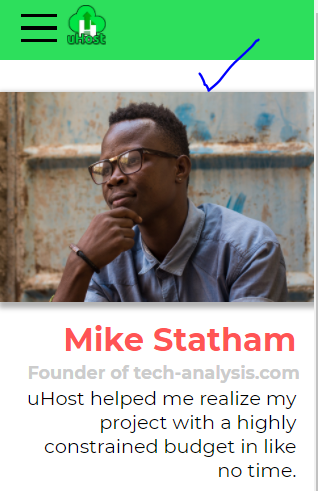 uHost
Mike Statham
Founder of tech-analysis.com
uHost helped me realize my
project with a highly
constrained budget in like
no time.